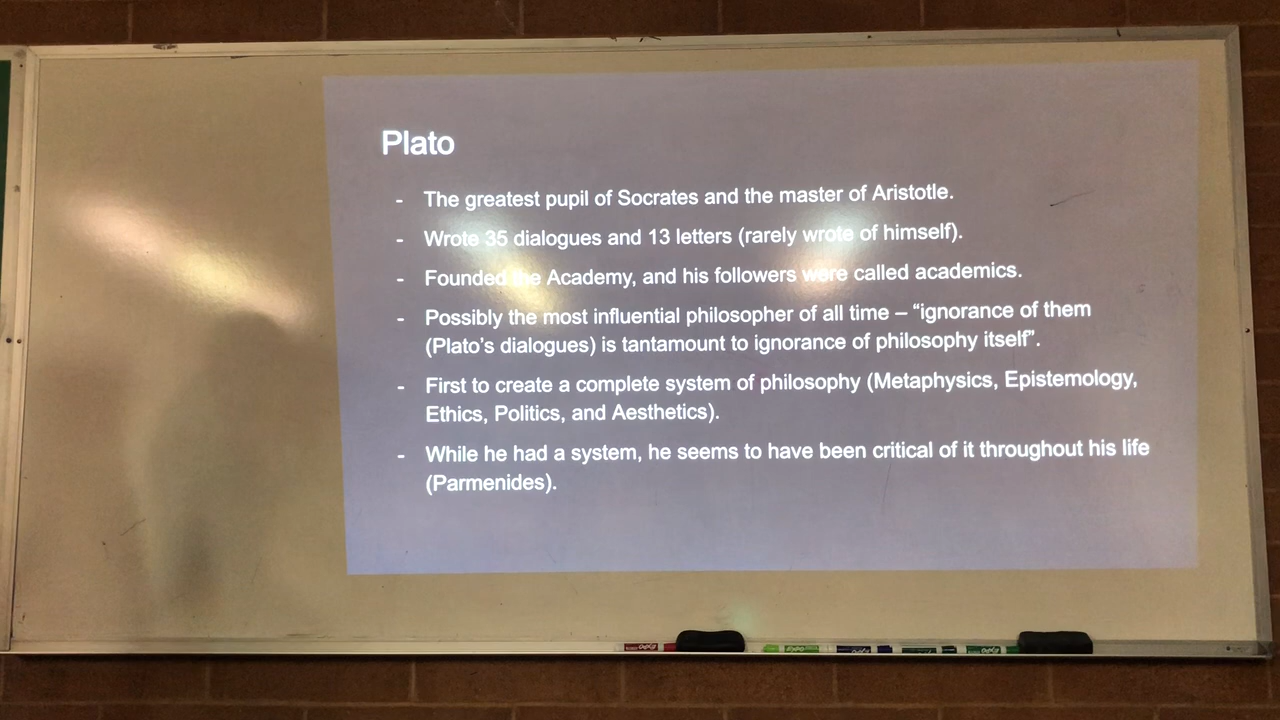 Plato
- The greatest pupil of Socrates and the master of Aristotle.
- Wrote 35 dialogues and 13 letters (rarely wrote of himself).
- Founded the Academy, and his followers were called academics.
- Possibly the most influential philosopher of all time – “ignorance of them
(Plato’s dialogues) is tantamount to ignorance of philosophy itself”.
- First to create a complete system of philosophy (Metaphysics, Epistemology,
Ethics, Politics, and Aesthetics).
- While he had a system, he seems to have been critical of it throughout his life
(Parmenides).
EXPO